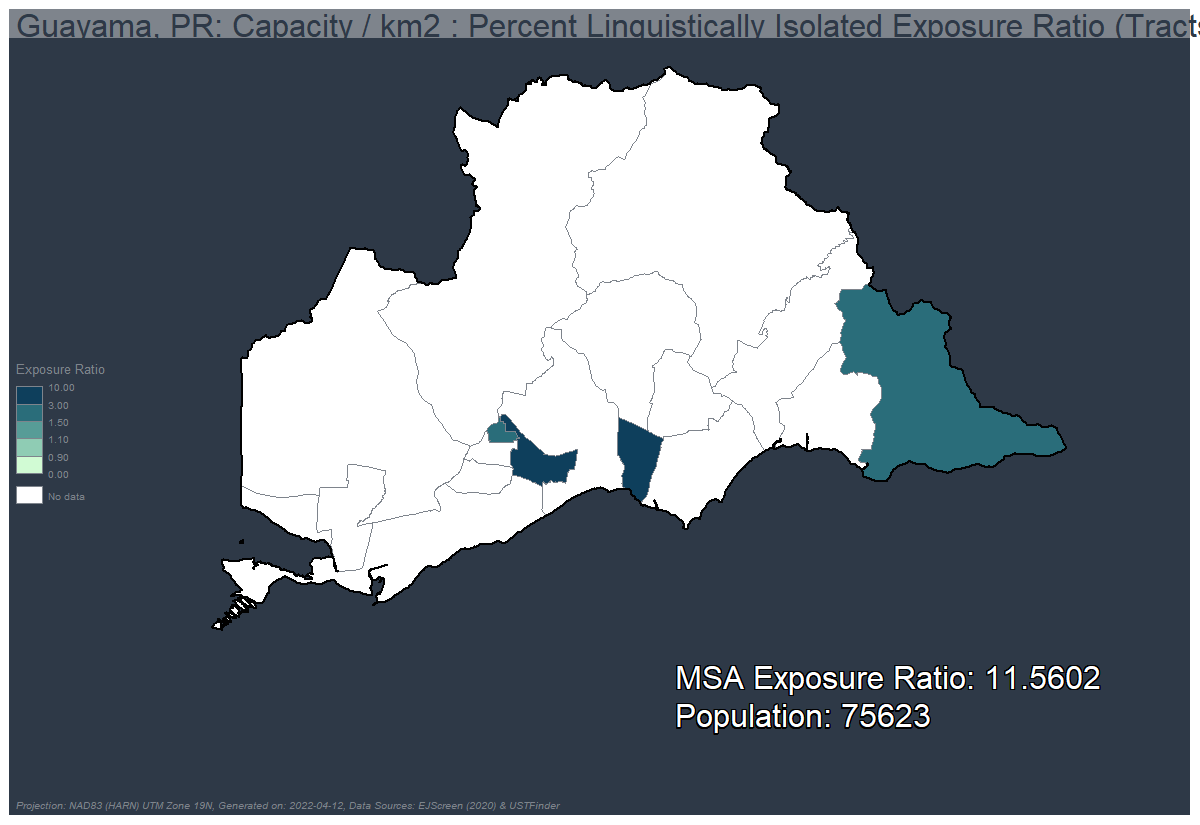 Guayama, PR: Capacity / km2 : Percent Linguistically Isolated Exposure Ratio (Tracts
Exposure Ratio
10.00
3.00
1.50
1.10
0.90
0.00
No data
MSA Exposure Ratio: 11.5602
Population: 75623
Projection: NAD83 (HARN) UTM Zone 19N, Generated on: 2022-04-12, Data Sources: EJScreen (2020) & USTFinder